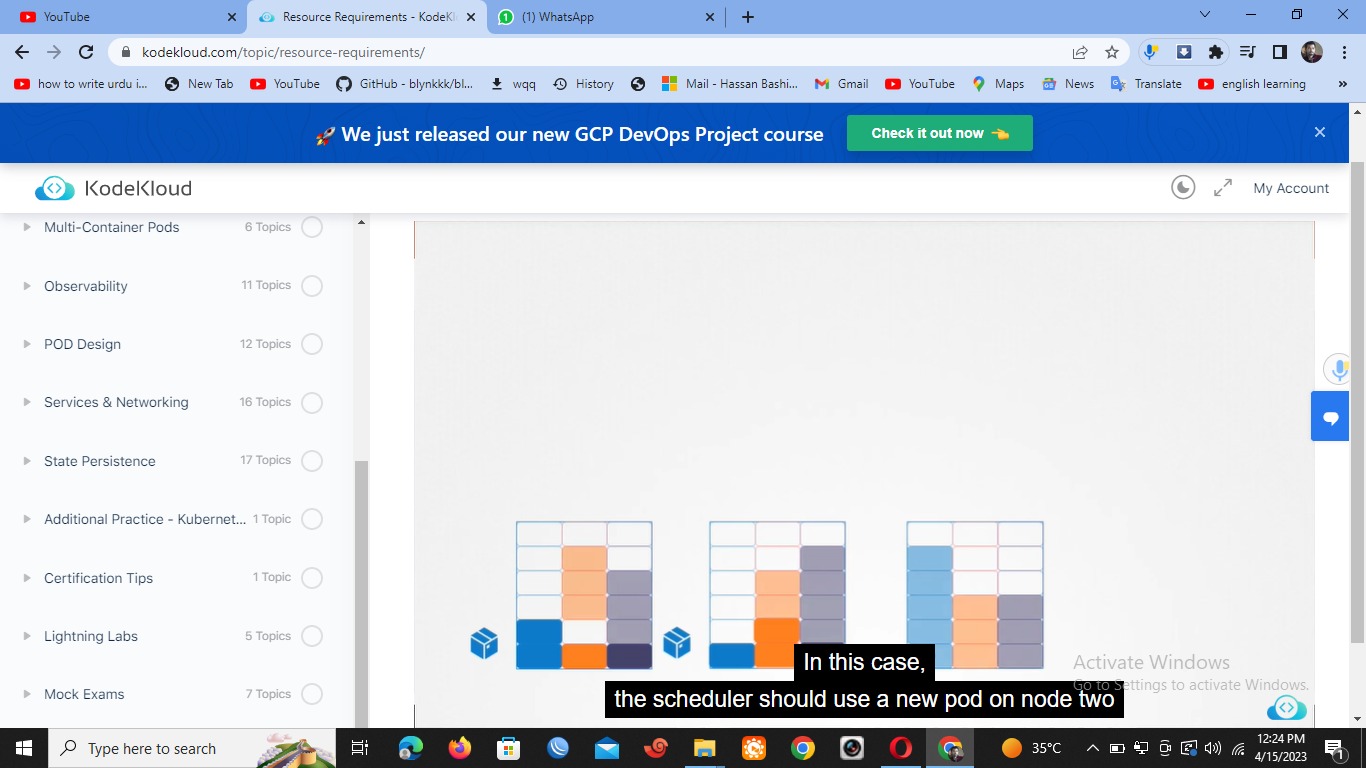 YouTube
Resource Requirements - KodeKl
(1) WhatsApp
kodekloud.com/topic/resource-requirements/
how to write urdu i...
New Tab
YouTube
GitHub - blynkkk/bl...
wqq
History
Mail - Hassan Bashi...
Gmail
YouTube
Maps
News
Translate
english learning
»
🚀 We just released our new GCP DevOps Project course
Check it out now 👈
KodeKloud
My Account
Multi-Container Pods 6 Topics
Observability 11 Topics
POD Design 12 Topics
Services & Networking 16 Topics
State Persistence 17 Topics
Additional Practice - Kubernet... 1 Topic
Certification Tips 1 Topic
Lightning Labs 5 Topics
Mock Exams 7 Topics
In this case,
the scheduler should use a new pod on node two
Activate Windows
Go to Settings to activate Windows.
Type here to search
35°C
12:24 PM
4/15/2023
1